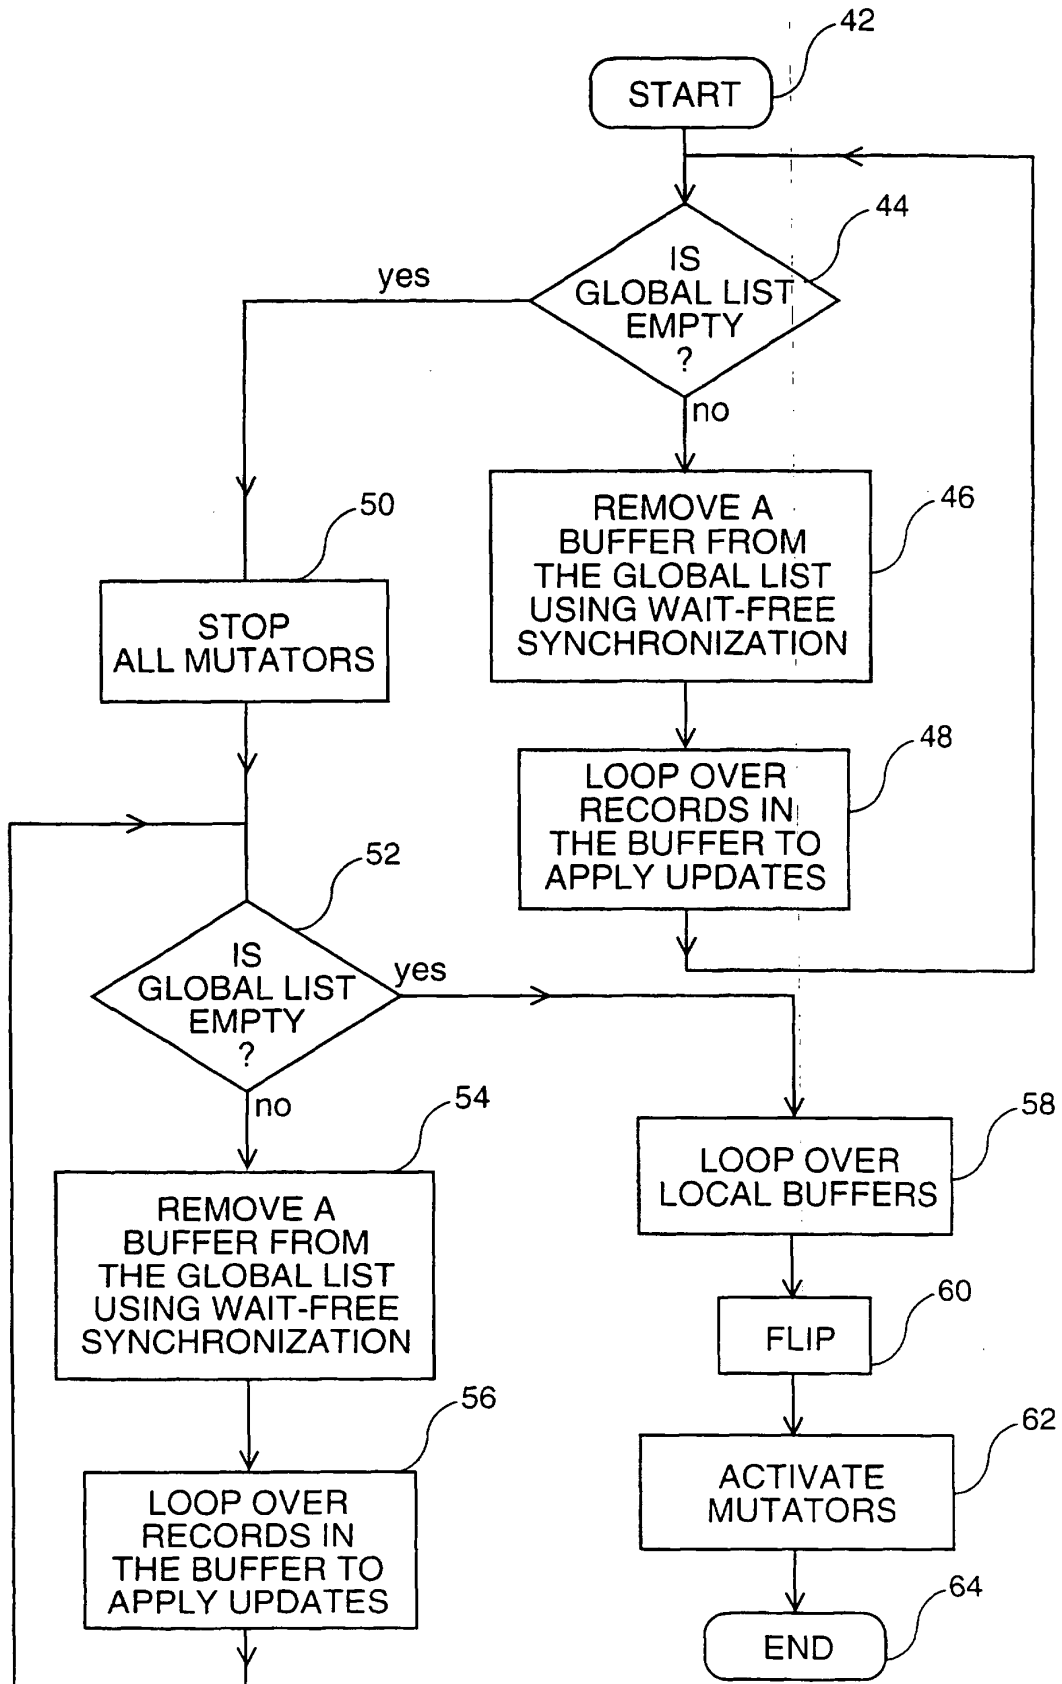 42
START
44
IS
GLOBAL LIST
EMPTY
?
yes
no
46
REMOVE A
BUFFER FROM
THE GLOBAL LIST
USING WAIT-FREE
SYNCHRONIZATION
50
STOP
ALL MUTATORS
48
LOOP OVER
RECORDS IN
THE BUFFER TO
APPLY UPDATES
52
IS
GLOBAL LIST
EMPTY
?
yes
no
54
REMOVE A
BUFFER FROM
THE GLOBAL LIST
USING WAIT-FREE
SYNCHRONIZATION
56
LOOP OVER
RECORDS IN
THE BUFFER TO
APPLY UPDATES
58
LOOP OVER
LOCAL BUFFERS
60
FLIP
62
ACTIVATE
MUTATORS
64
END